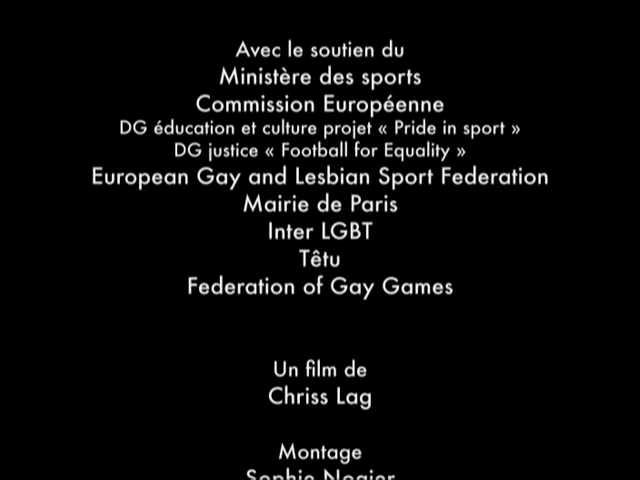 Avec le soutien du
Ministère des sports
Commission Européenne
DG éducation et culture projet « Pride in sport »
DG justice « Football for Equality »
European Gay and Lesbian Sport Federation
Mairie de Paris
Inter LGBT
Têtu
Federation of Gay Games
Un film de
Chriss Lag
Montage
Sophie Nogier